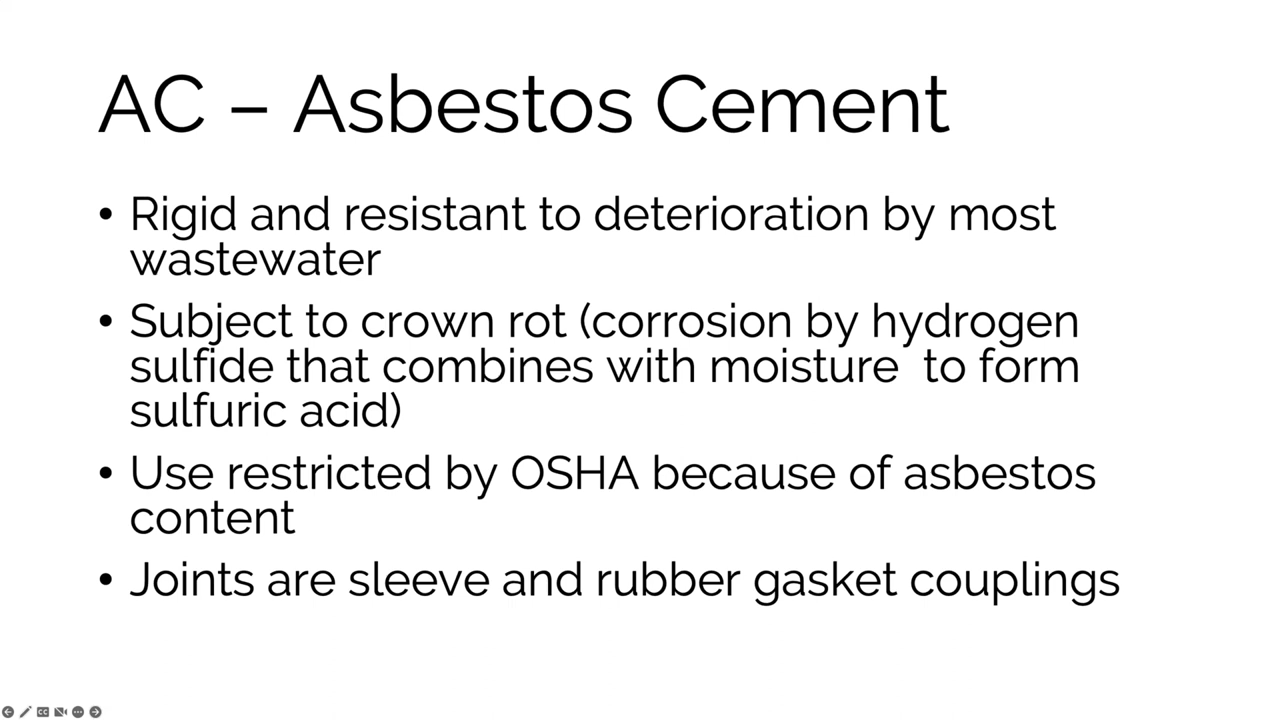 AC – Asbestos Cement
• Rigid and resistant to deterioration by most
wastewater
• Subject to crown rot (corrosion by hydrogen
sulfide that combines with moisture  to form
sulfuric acid)
• Use restricted by OSHA because of asbestos
content
• Joints are sleeve and rubber gasket couplings